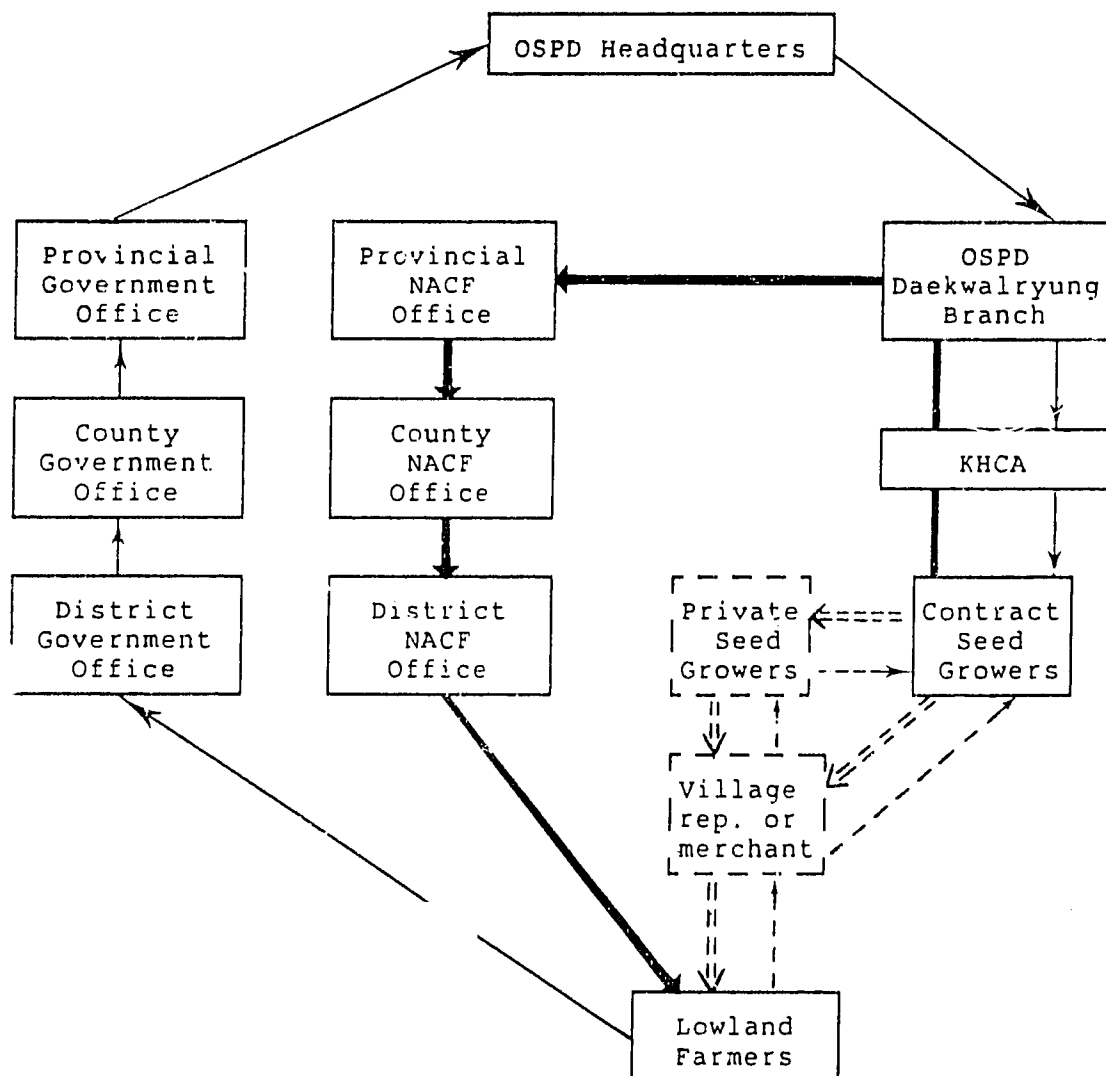 OSPD Headquarters
Provincial
Government
Office
Provincial
NACF
Office
OSPD
Daekwalryung
Branch
County
Government
Office
County
NACF
Office
KHCA
District
Government
Office
District
NACF
Office
Private
Seed
Growers
Contract
Seed
Growers
Village
rep. or
merchant
Lowland
Farmers